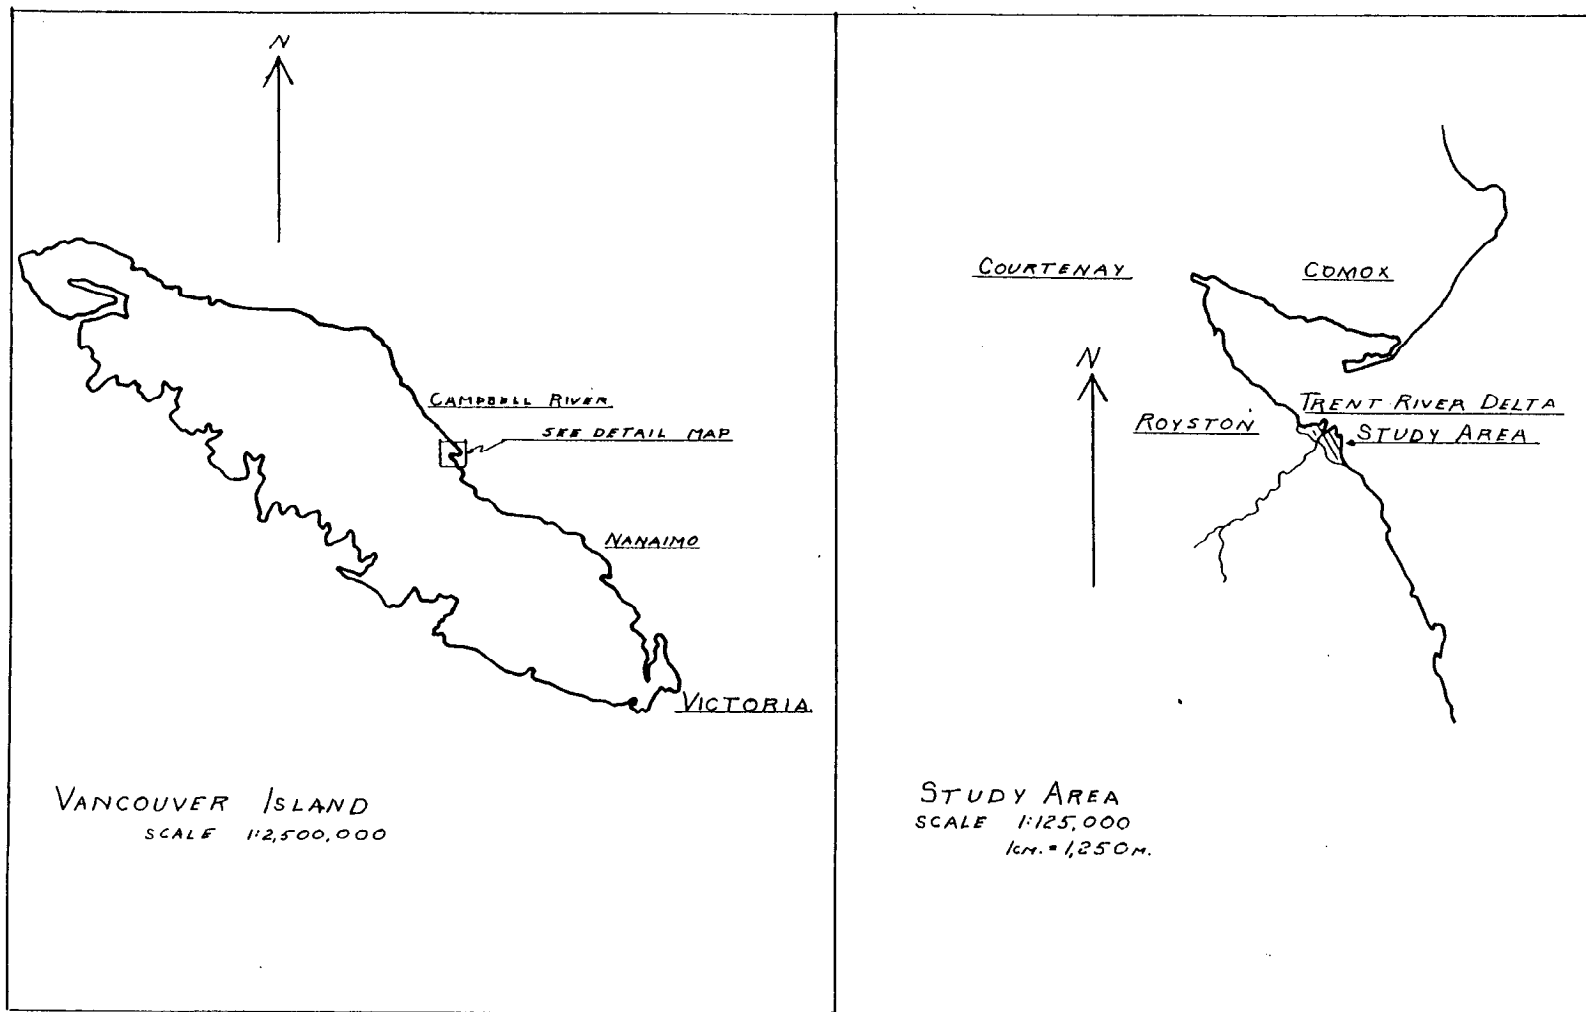 N
CAMPBELL RIVER
SEE DETAIL MAP
NANAIMO
VICTORIA
VANCOUVER ISLAND
SCALE 1:2,500,000
COURTENAY
COMOX
N
TRENT RIVER DELTA
STUDY AREA
ROYSTON
STUDY AREA
SCALE 1:125,000
1CM. = 1,250M.